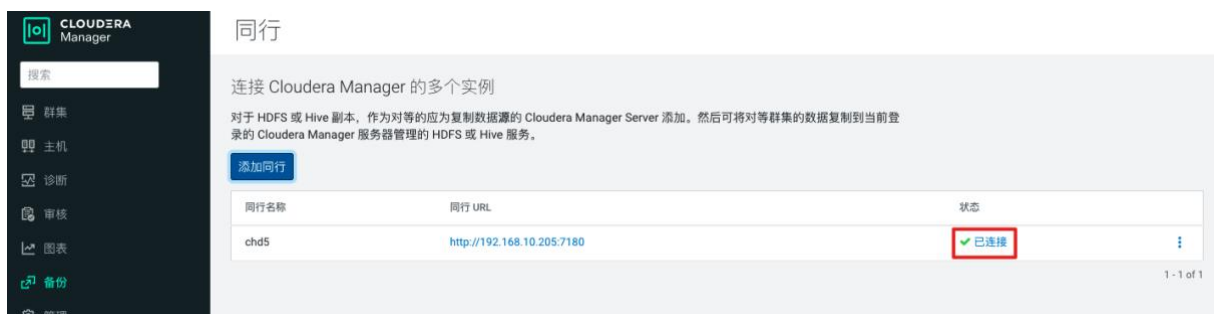 CLOUDERA
Manager
搜索
群集
主机
诊断
审核
图表
备份
管理
同行
连接 Cloudera Manager 的多个实例
对于 HDFS 或 Hive 副本，作为对等的应为复制数据源的 Cloudera Manager Server 添加。然后可将对等群集的数据复制到当前登
录的 Cloudera Manager 服务器管理的 HDFS 或 Hive 服务。
添加同行
同行名称 同行 URL 状态
chd5 http://192.168.10.205:7180 已连接
1 - 1 of 1